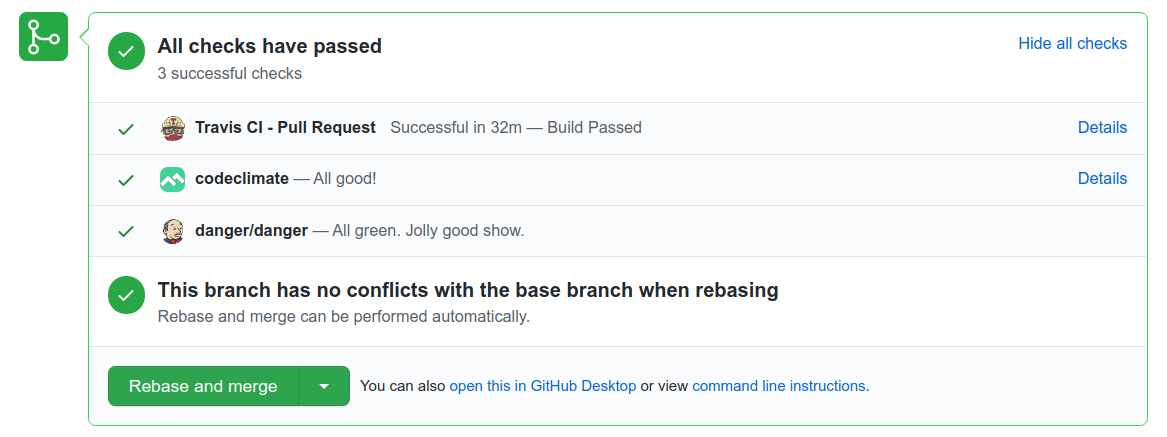 All checks have passed
Hide all checks
3 successful checks
Travis CI - Pull Request Successful in 32m — Build Passed
Details
codeclimate — All good!
Details
danger/danger — All green. Jolly good show.
This branch has no conflicts with the base branch when rebasing
Rebase and merge can be performed automatically.
Rebase and merge
You can also open this in GitHub Desktop or view command line instructions.